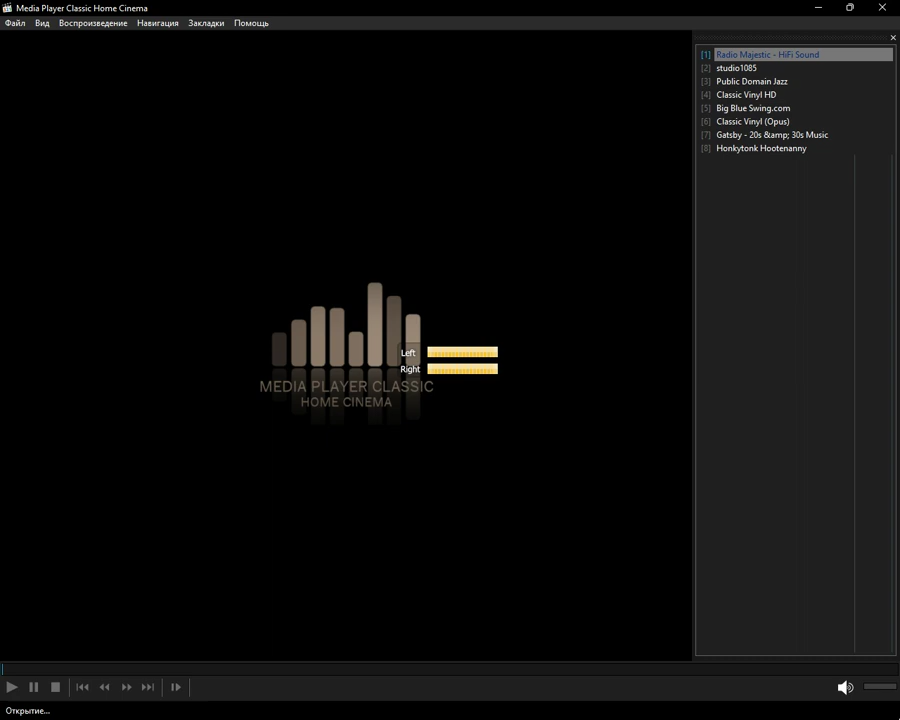 Media Player Classic Home Cinema
Файл Вид Воспроизведение Навигация Закладки Помощь
[1] Radio Majestic - HiFi Sound
[2] studio1085
[3] Public Domain Jazz
[4] Classic Vinyl HD
[5] Big Blue Swing.com
[6] Classic Vinyl (Opus)
[7] Gatsby - 20s &amp; 30s Music
[8] Honkytonk Hootenanny
Left
Right
MEDIA PLAYER CLASSIC
HOME CINEMA
Открытие...